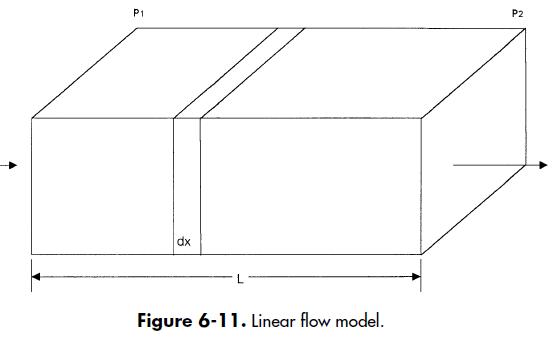 P1 P2
dx
L
Figure 6-11. Linear flow model.